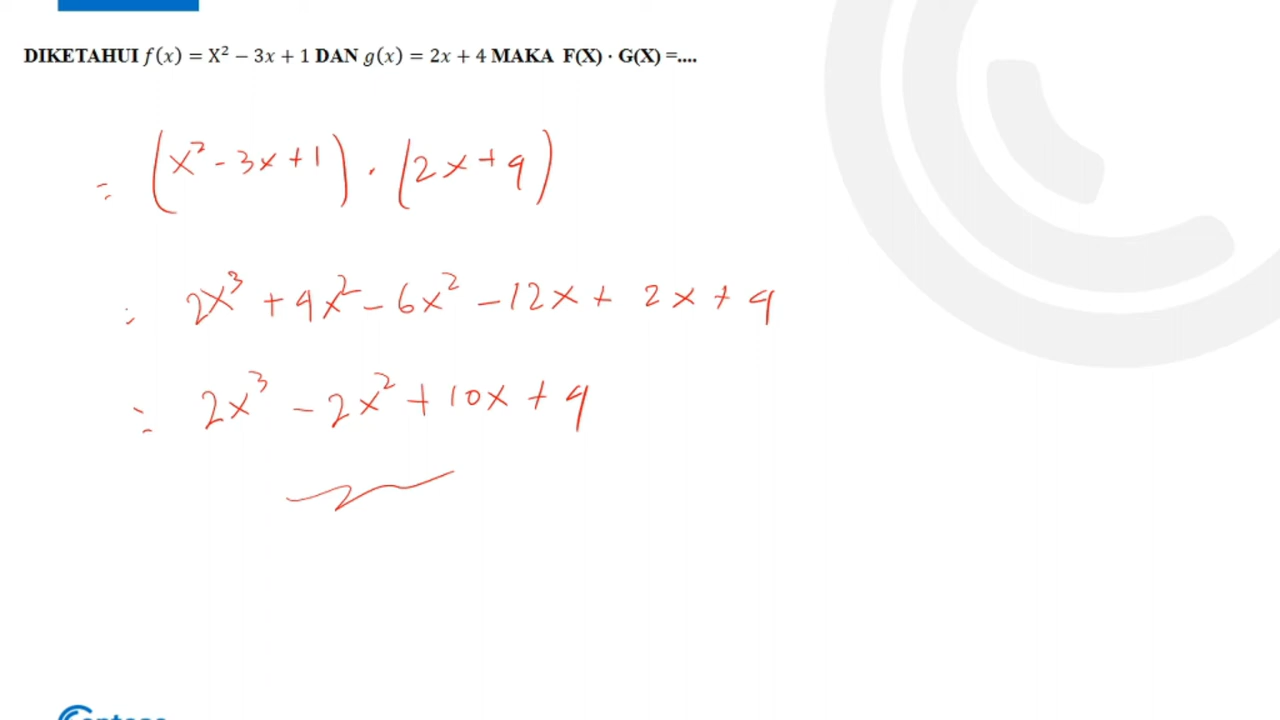 DIKETAHUI f(x) = X² − 3x + 1 DAN g(x) = 2x + 4 MAKA F(X) · G(X) =....
= (x² - 3x + 1) · (2x + 4)
= 2x³ + 4x² - 6x² - 12x + 2x + 4
= 2x³ - 2x² + 10x + 4